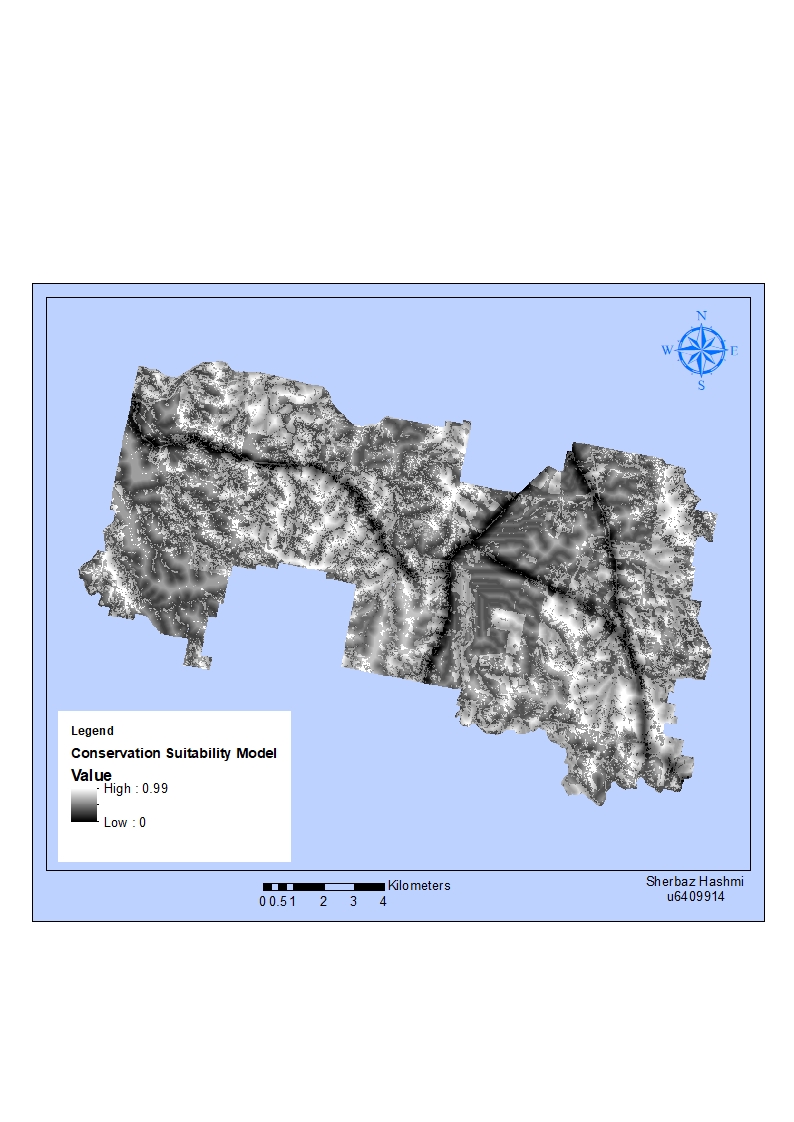 N
W E
S
Legend
Conservation Suitability Model
Value
High : 0.99
Low : 0
Kilometers
0 0.5 1 2 3 4
Sherbaz Hashmi
u6409914